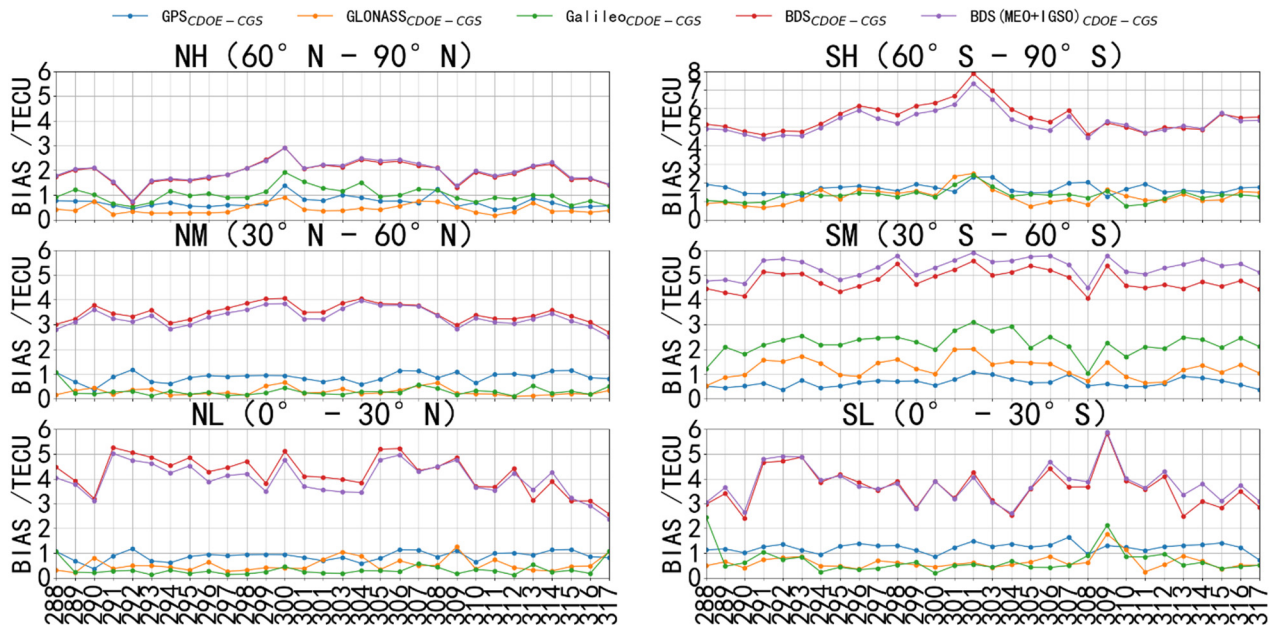 GPS_CDOE-CGS GLONASS_CDOE-CGS Galileo_CDOE-CGS BDS_CDOE-CGS BDS(MEO+IGSO)_CDOE-CGS
NH (60° N - 90° N)
BIAS /TECU
6
5
4
3
2
1
0
SH (60° S - 90° S)
BIAS /TECU
8
7
6
5
4
3
2
1
0
NM (30° N - 60° N)
BIAS /TECU
6
5
4
3
2
1
0
SM (30° S - 60° S)
BIAS /TECU
6
5
4
3
2
1
0
NL (0° - 30° N)
BIAS /TECU
6
5
4
3
2
1
0
288 289 290 291 292 293 294 295 296 297 298 299 300 301 302 303 304 305 306 307 308 309 310 311 312 313 314 315 316 317
SL (0° - 30° S)
BIAS /TECU
6
5
4
3
2
1
0
288 289 290 291 292 293 294 295 296 297 298 299 300 301 302 303 304 305 306 307 308 309 310 311 312 313 314 315 316 317